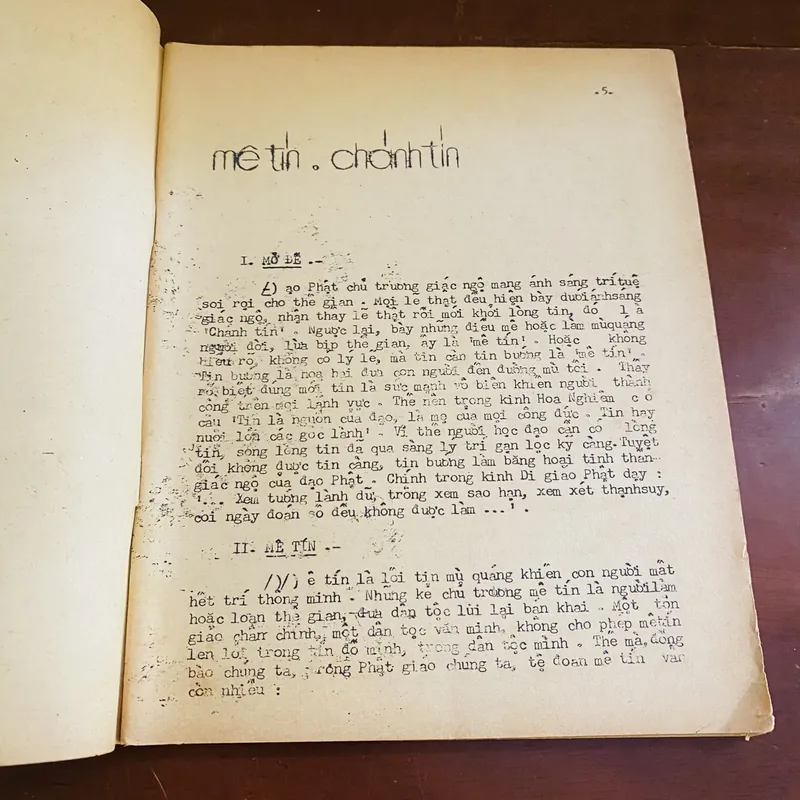 -5-
mê tín . chánh tín
I. MỞ ĐỀ .-
Đạo Phật chủ trương giác ngộ mang ánh sáng trí tuệ
soi rọi cho thế gian . Mọi lẽ thật đều hiện bày dưới ánh sáng
giác ngộ, nhận thấy lẽ thật rồi mới khởi lòng tin, đó là
'Chánh tín' . Ngược lại, bày những điều mê hoặc làm mù quáng
người đời, lừa bịp thế gian, ấy là 'mê tín' . Hoặc không
hiểu rõ, không có lý lẽ, mà tin càn tin bướng là 'mê tín' .
Tin bướng là họa hại đưa con người đến đường mù tối . Thấy
rõ biết đúng mới tin là sức mạnh vô biên khiến người thành
công trên mọi lãnh vực . Thế nên trong kinh Hoa Nghiêm có
câu 'Tin là nguồn của đạo, là mẹ của mọi công đức . Tin hay
nuôi lớn các gốc lành' . Vì thế người học đạo cần có lòng
tin, song lòng tin đã qua sàng lý trí gạn lọc kỹ càng. Tuyệt
đối không được tin càng, tin bướng làm băng hoại tinh thần
giác ngộ của đạo Phật . Chính trong kinh Di giáo Phật dạy :
'... Xem tướng lành dữ, trông xem sao hạn, xem xét thạnh suy,
coi ngày đoán số đều không được làm ...' .
II. MÊ TÍN .-
Mê tín là lối tin mù quáng khiến con người mất
hết trí thông minh . Những kẻ chủ trương mê tín là người làm
hoặc loạn thế gian, đưa dân tộc lùi lại bán khai . Một tôn
giáo chân chính, một dân tộc văn minh, không cho phép mê tín
len lỏi trong tín đồ mình, trong dân tộc mình . Thế mà, đồng
bào chúng ta, trong Phật giáo chúng ta, tệ đoan mê tín vẫn
còn nhiều :